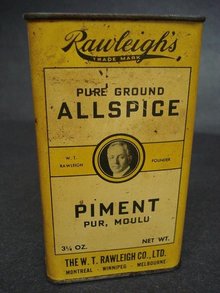 Rawleigh's
TRADE MARK
PURE GROUND
ALLSPICE
W. T. RAWLEIGH
FOUNDER
PIMENT
PUR, MOULU
3½ OZ. NET WT.
THE W. T. RAWLEIGH CO., LTD.
MONTREAL - WINNIPEG - MELBOURNE